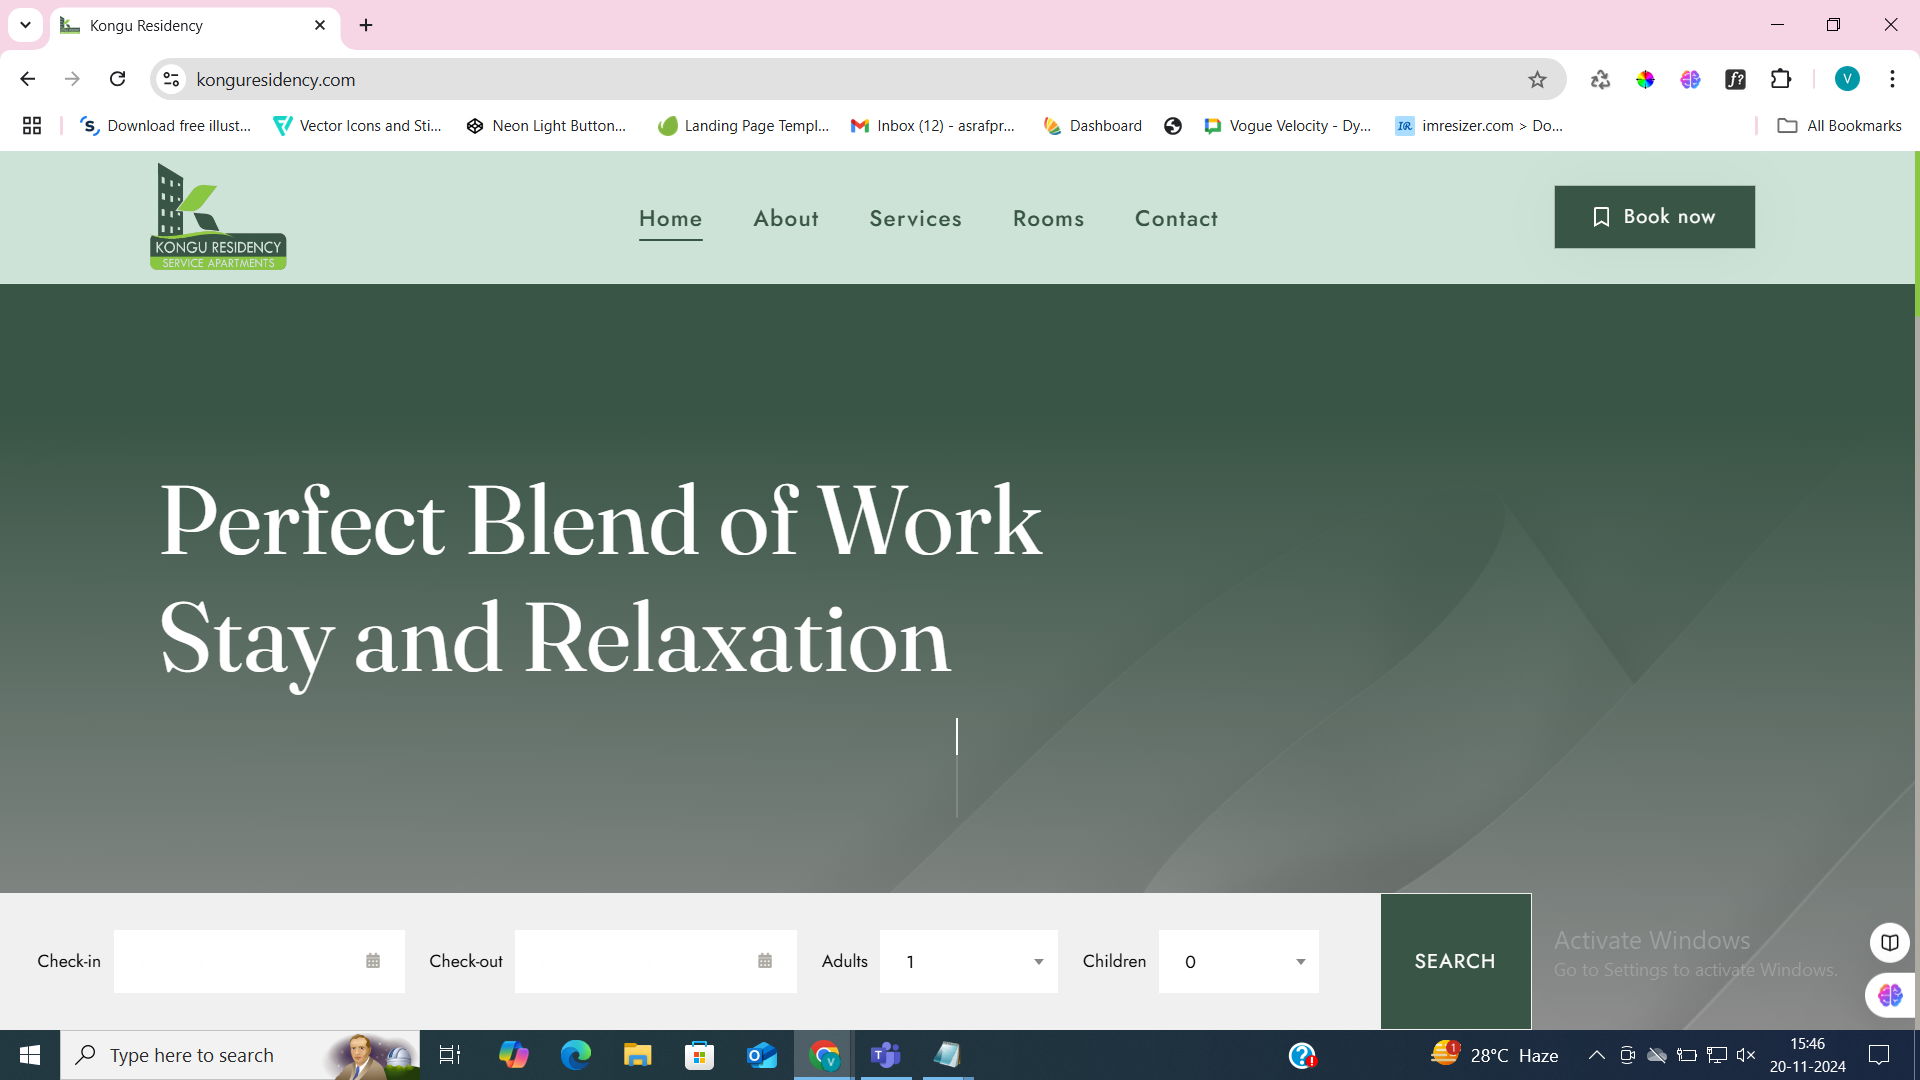 Kongu Residency
konguresidency.com
Download free illust...
Vector Icons and Sti...
Neon Light Button...
Landing Page Templ...
Inbox (12) - asrafpr...
Dashboard
Vogue Velocity - Dy...
imresizer.com > Do...
All Bookmarks
KONGU RESIDENCY
SERVICE APARTMENTS
Home
About
Services
Rooms
Contact
Book now
Perfect Blend of Work
Stay and Relaxation
Check-in
Check-out
Adults
1
Children
0
SEARCH
Activate Windows
Go to Settings to activate Windows.
Type here to search
28°C Haze
15:46
20-11-2024